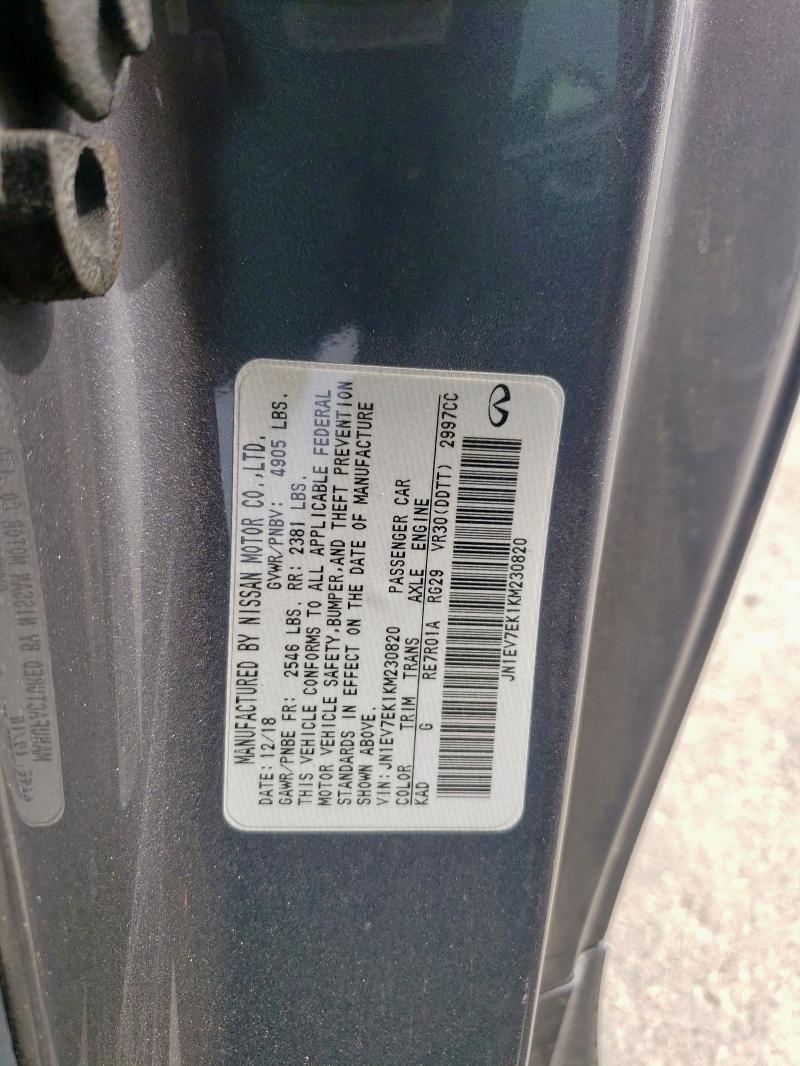 MANUFACTURED BY NISSAN MOTOR CO.,LTD.
DATE: 12/18 GVWR/PNBV: 4905 LBS.
GAWR/PNBE FR: 2546 LBS. RR: 2381 LBS.
THIS VEHICLE CONFORMS TO ALL APPLICABLE FEDERAL
MOTOR VEHICLE SAFETY,BUMPER,AND THEFT PREVENTION
STANDARDS IN EFFECT ON THE DATE OF MANUFACTURE
SHOWN ABOVE.
VIN: JN1EV7EK1KM230820 PASSENGER CAR
COLOR TRIM TRANS AXLE ENGINE
KAD G RE7R01A RG29 VR30(DDTT) 2997CC
JN1EV7EK1KM230820